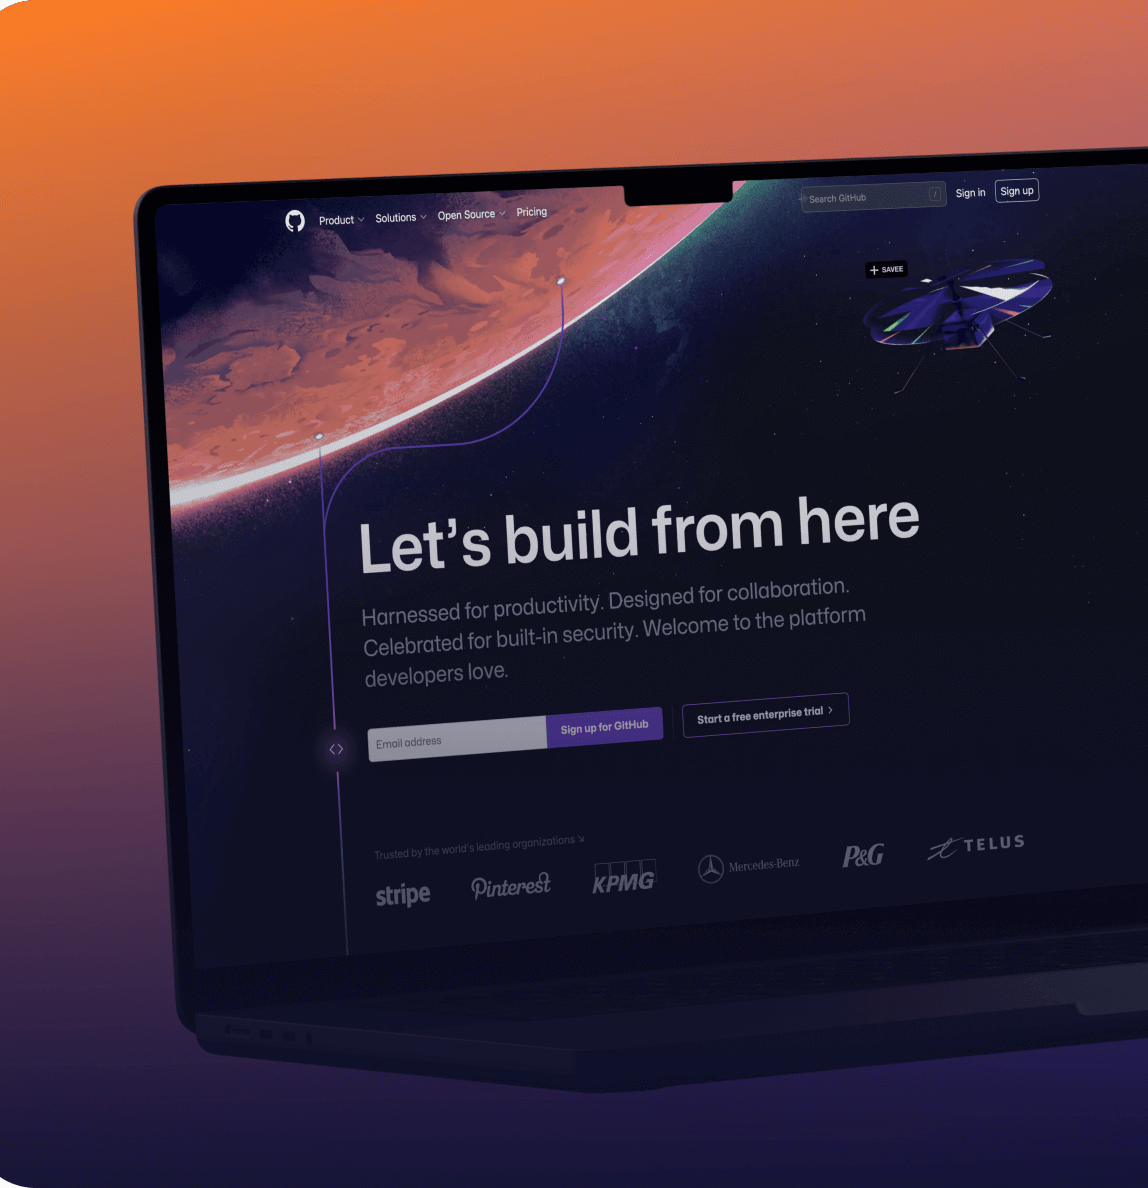 Product
Solutions
Open Source
Pricing
Search GitHub
/
Sign in
Sign up
+ SAVEE
Let's build from here
Harnessed for productivity. Designed for collaboration.
Celebrated for built-in security. Welcome to the platform
developers love.
Email address
Sign up for GitHub
Start a free enterprise trial >
<>
Trusted by the world's leading organizations ↘
stripe
Pinterest
KPMG
Mercedes-Benz
P&G
TELUS